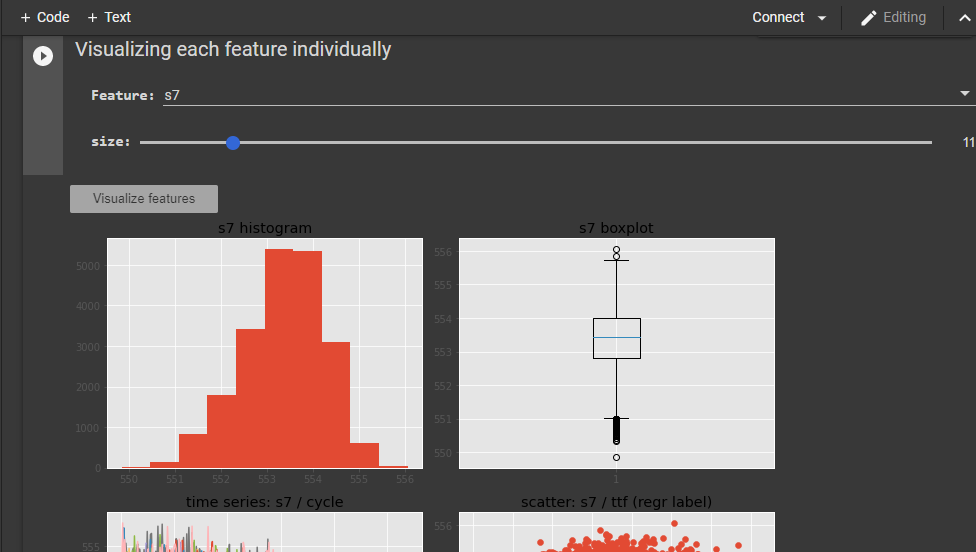 + Code + Text Connect Editing
Visualizing each feature individually
Feature: s7
size: 11
Visualize features
s7 histogram s7 boxplot
5000
4000
3000
2000
1000
0
550 551 552 553 554 555 556
556
555
554
553
552
551
550
1
time series: s7 / cycle scatter: s7 / ttf (regr label)
555
556